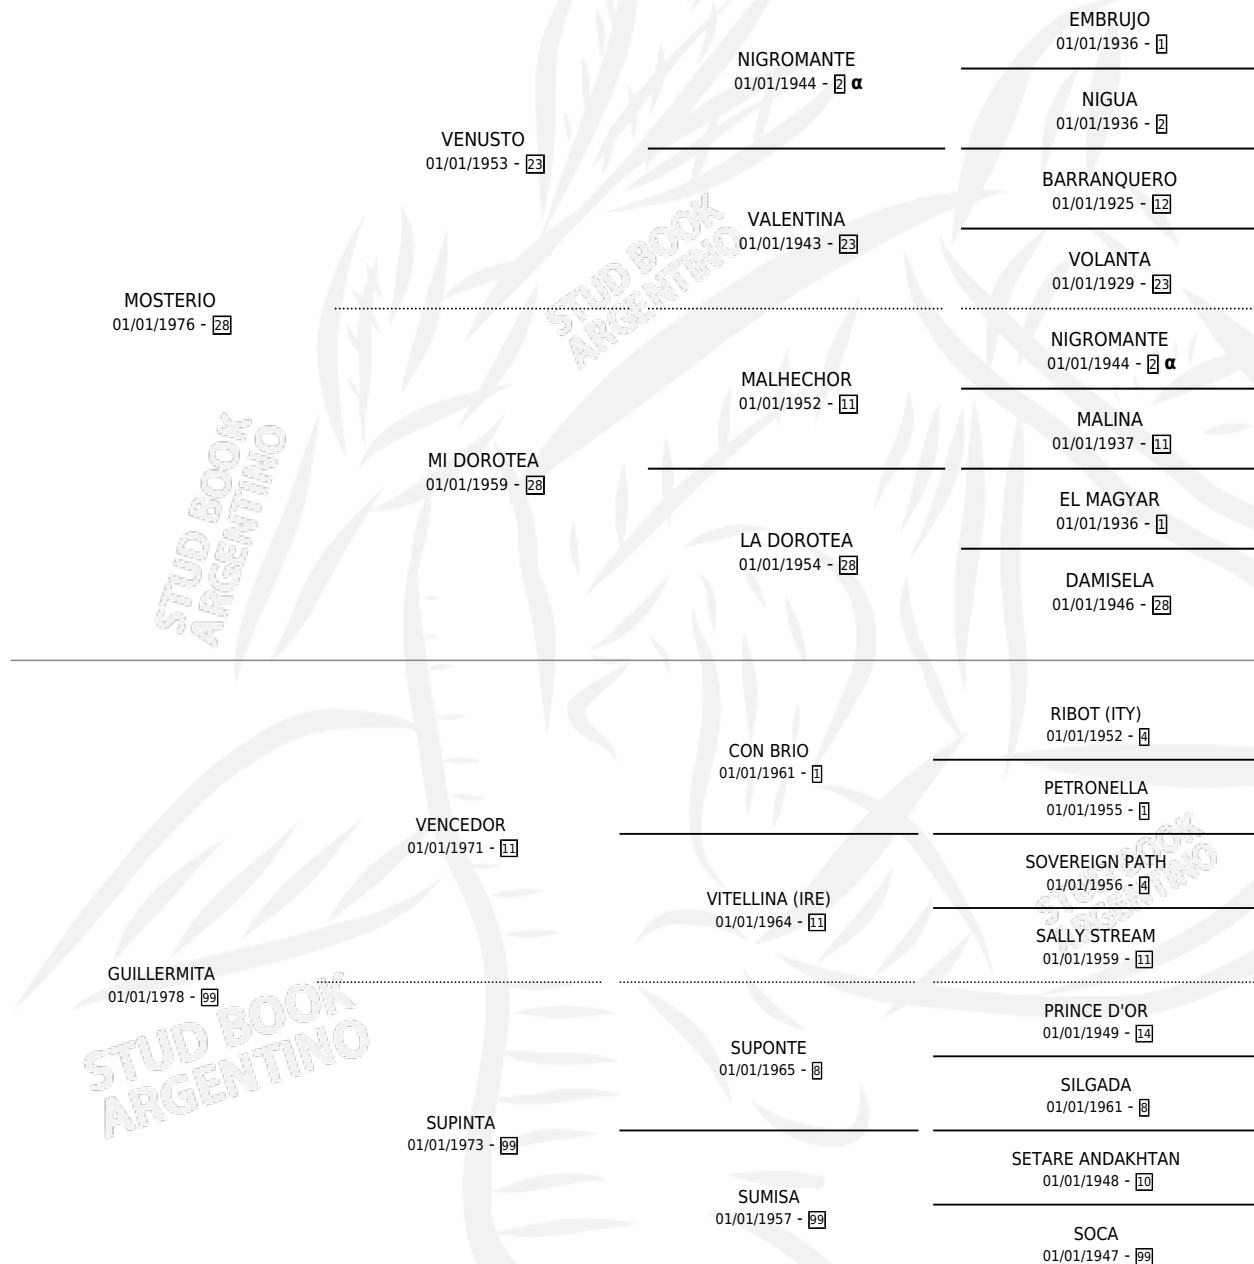 EMBRUJO
01/01/1936 - 1
NIGROMANTE
01/01/1944 - 2 α
NIGUA
01/01/1936 - 2
VENUSTO
01/01/1953 - 23
BARRANQUERO
01/01/1925 - 12
VALENTINA
01/01/1943 - 23
VOLANTA
01/01/1929 - 23
MOSTERIO
01/01/1976 - 28
NIGROMANTE
01/01/1944 - 2 α
MALHECHOR
01/01/1952 - 11
MALINA
01/01/1937 - 11
MI DOROTEA
01/01/1959 - 28
EL MAGYAR
01/01/1936 - 1
LA DOROTEA
01/01/1954 - 28
DAMISELA
01/01/1946 - 28
STUD BOOK
ARGENTINO
STUD BOOK
ARGENTINO
RIBOT (ITY)
01/01/1952 - 4
CON BRIO
01/01/1961 - 1
PETRONELLA
01/01/1955 - 1
VENCEDOR
01/01/1971 - 11
SOVEREIGN PATH
01/01/1956 - 4
VITELLINA (IRE)
01/01/1964 - 11
SALLY STREAM
01/01/1959 - 11
GUILLERMITA
01/01/1978 - 99
PRINCE D'OR
01/01/1949 - 14
SUPONTE
01/01/1965 - 8
SILGADA
01/01/1961 - 8
SUPINTA
01/01/1973 - 99
SETARE ANDAKHTAN
01/01/1948 - 10
SUMISA
01/01/1957 - 99
SOCA
01/01/1947 - 99
STUD BOOK
ARGENTINO
STUD BOOK
ARGENTINO